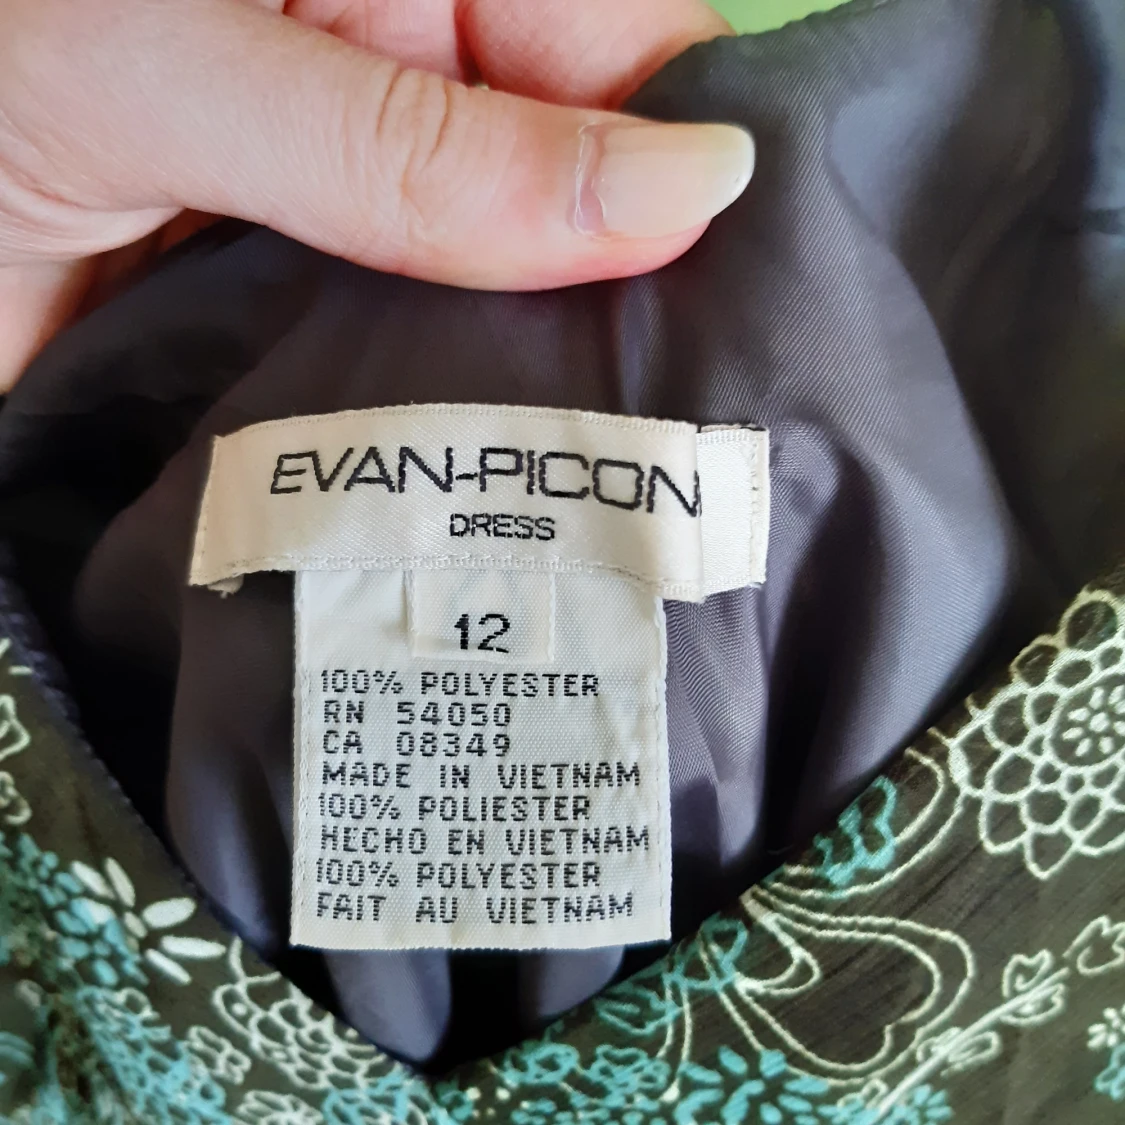 EVAN-PICON
DRESS
12
100% POLYESTER
RN 54050
CA 08349
MADE IN VIETNAM
100% POLIESTER
HECHO EN VIETNAM
100% POLYESTER
FAIT AU VIETNAM